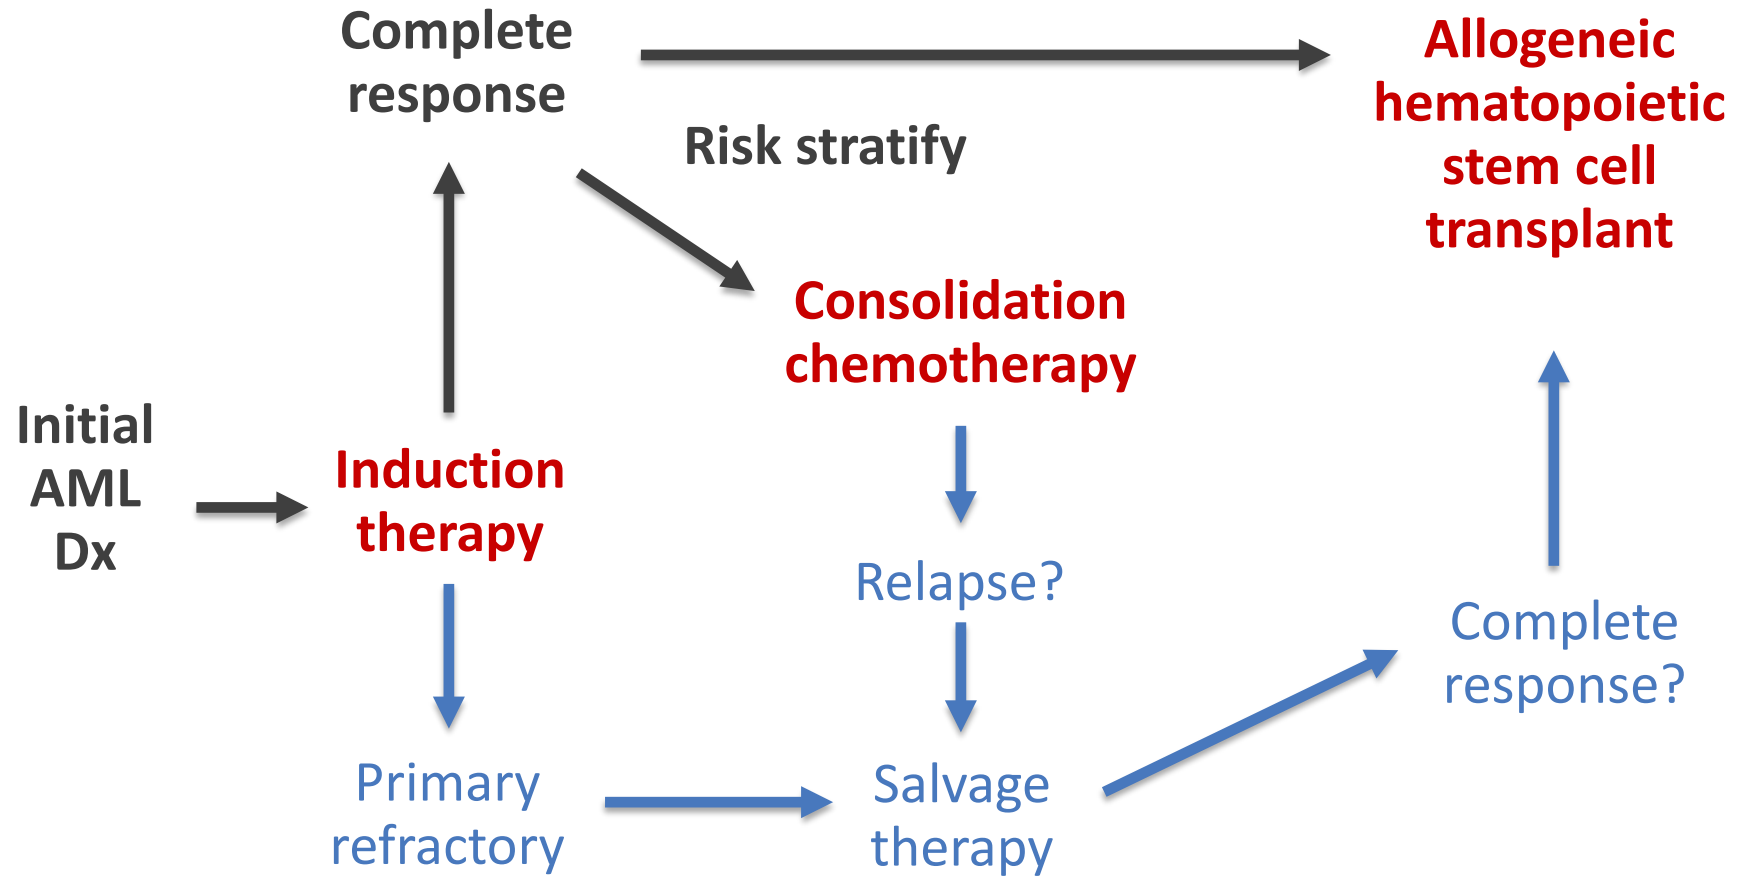 Complete
response
Allogeneic
hematopoietic
stem cell
transplant
Risk stratify
Consolidation
chemotherapy
Initial
AML
Dx
Induction
therapy
Relapse?
Complete
response?
Primary
refractory
Salvage
therapy